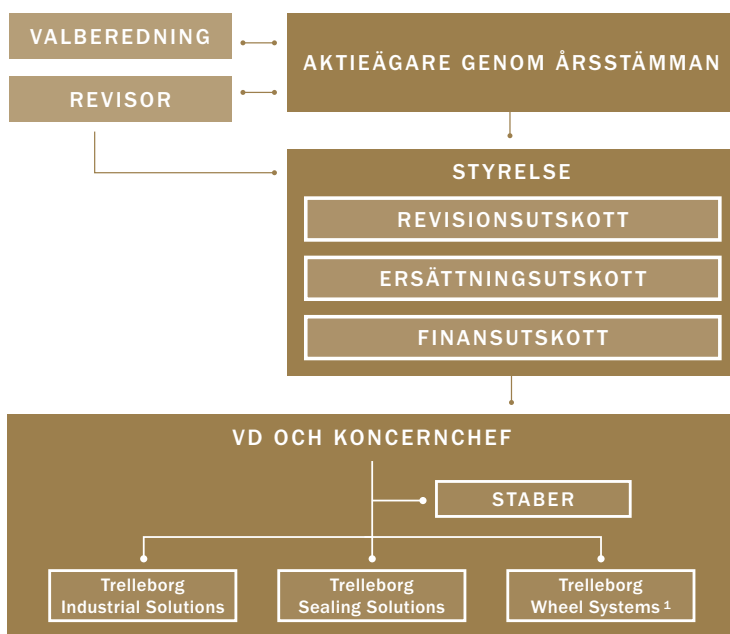 VALBEREDNING
REVISOR
AKTIEÄGARE GENOM ÅRSSTÄMMAN
STYRELSE
REVISIONSUTSKOTT
ERSÄTTNINGSUTSKOTT
FINANSUTSKOTT
VD OCH KONCERNCHEF
STABER
Trelleborg
Industrial Solutions
Trelleborg
Sealing Solutions
Trelleborg
Wheel Systems ¹